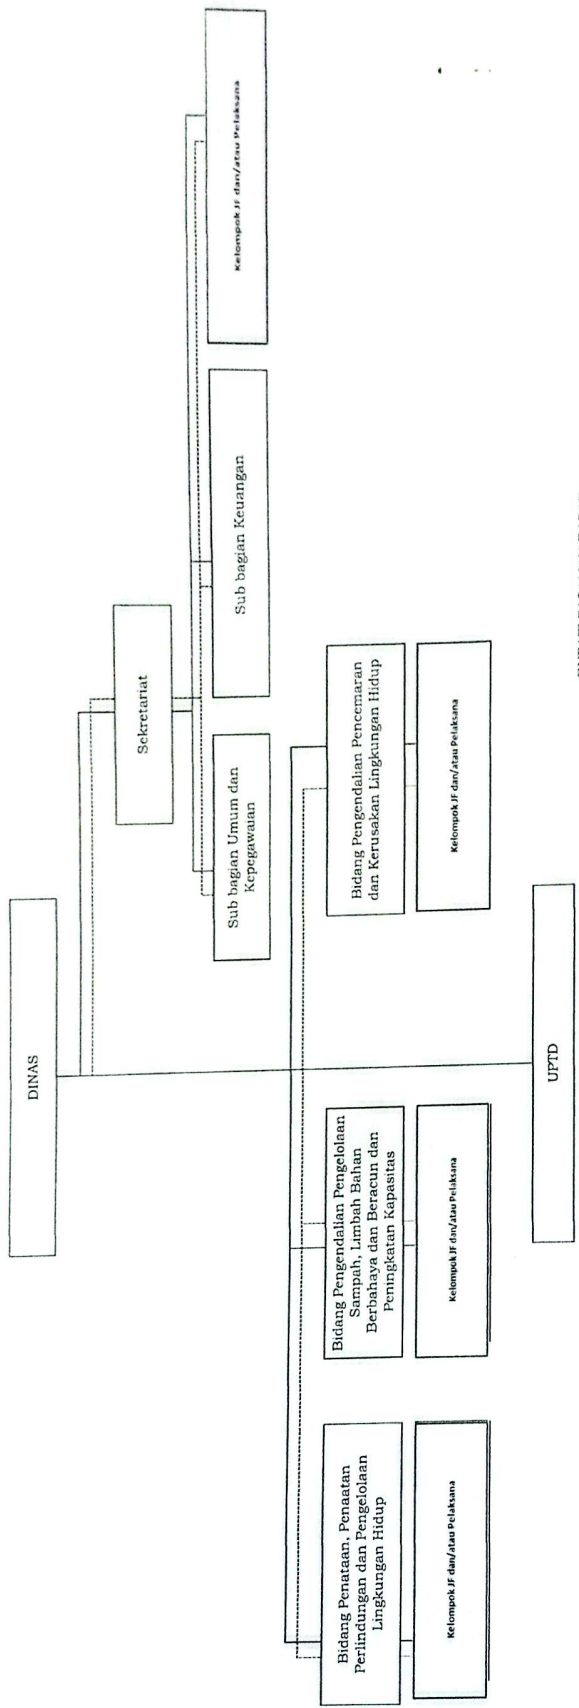 DINAS
Sekretariat
Sub bagian Umum dan
Kepegawaian
Sub bagian Keuangan
Kelompok JF dan/atau Pelaksana
Bidang Penataan, Penaatan
Perlindungan dan Pengelolaan
Lingkungan Hidup
Bidang Pengendalian Pengelolaan
Sampah, Limbah Bahan
Berbahaya dan Beracun dan
Peningkatan Kapasitas
Bidang Pengendalian Pencemaran
dan Kerusakan Lingkungan Hidup
Kelompok JF dan/atau Pelaksana
Kelompok JF dan/atau Pelaksana
Kelompok JF dan/atau Pelaksana
UPTD